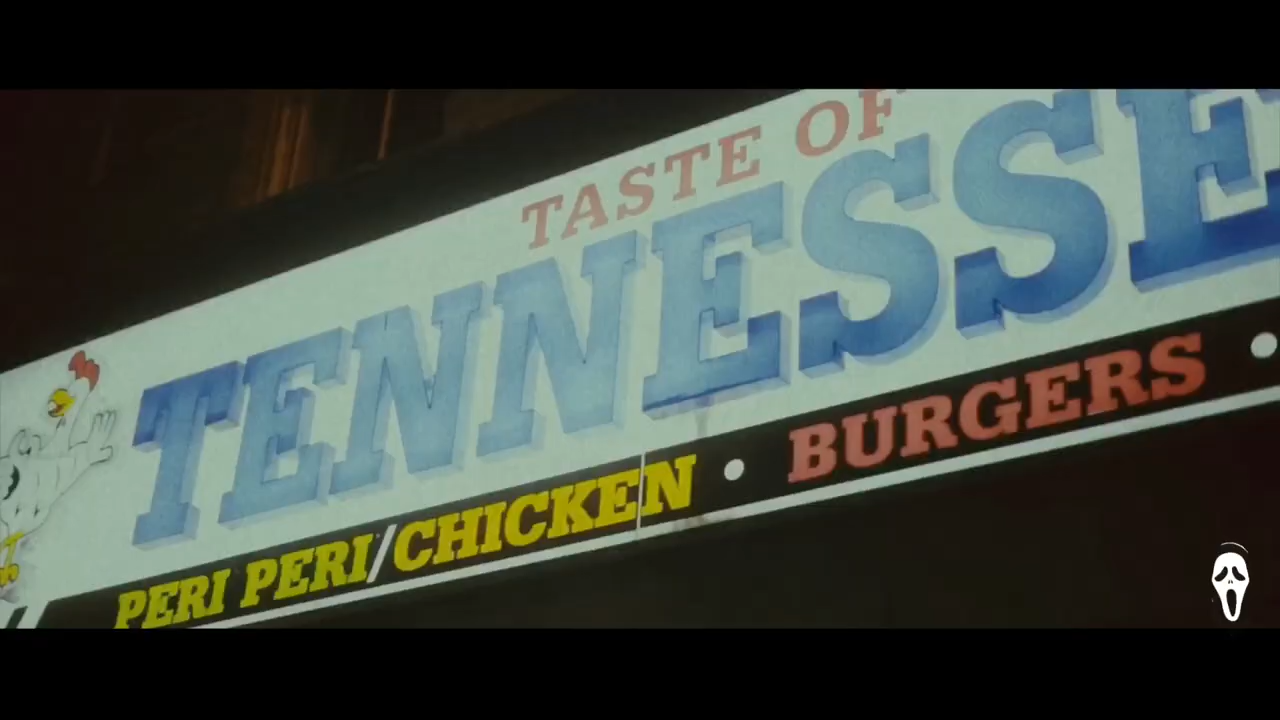 TASTE OF
TENNESSE
PERI PERI/CHICKEN • BURGERS •